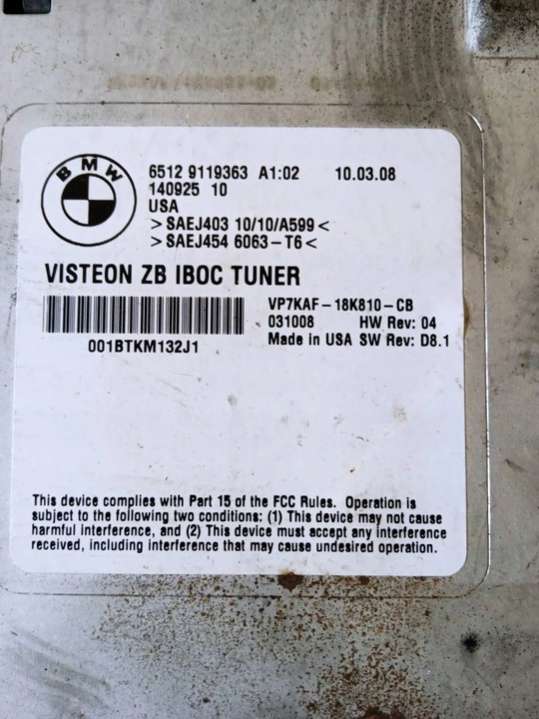 BMW
6512 9119363 A1:02 10.03.08
140925 10
USA
>SAEJ403 10/10/A599<
>SAEJ454 6063-T6<
VISTEON ZB IBOC TUNER
VP7KAF-18K810-CB
031008 HW Rev: 04
Made in USA SW Rev: D8.1
001BTKM132J1
This device complies with Part 15 of the FCC Rules. Operation is
subject to the following two conditions: (1) This device may not cause
harmful interference, and (2) This device must accept any interference
received, including interference that may cause undesired operation.